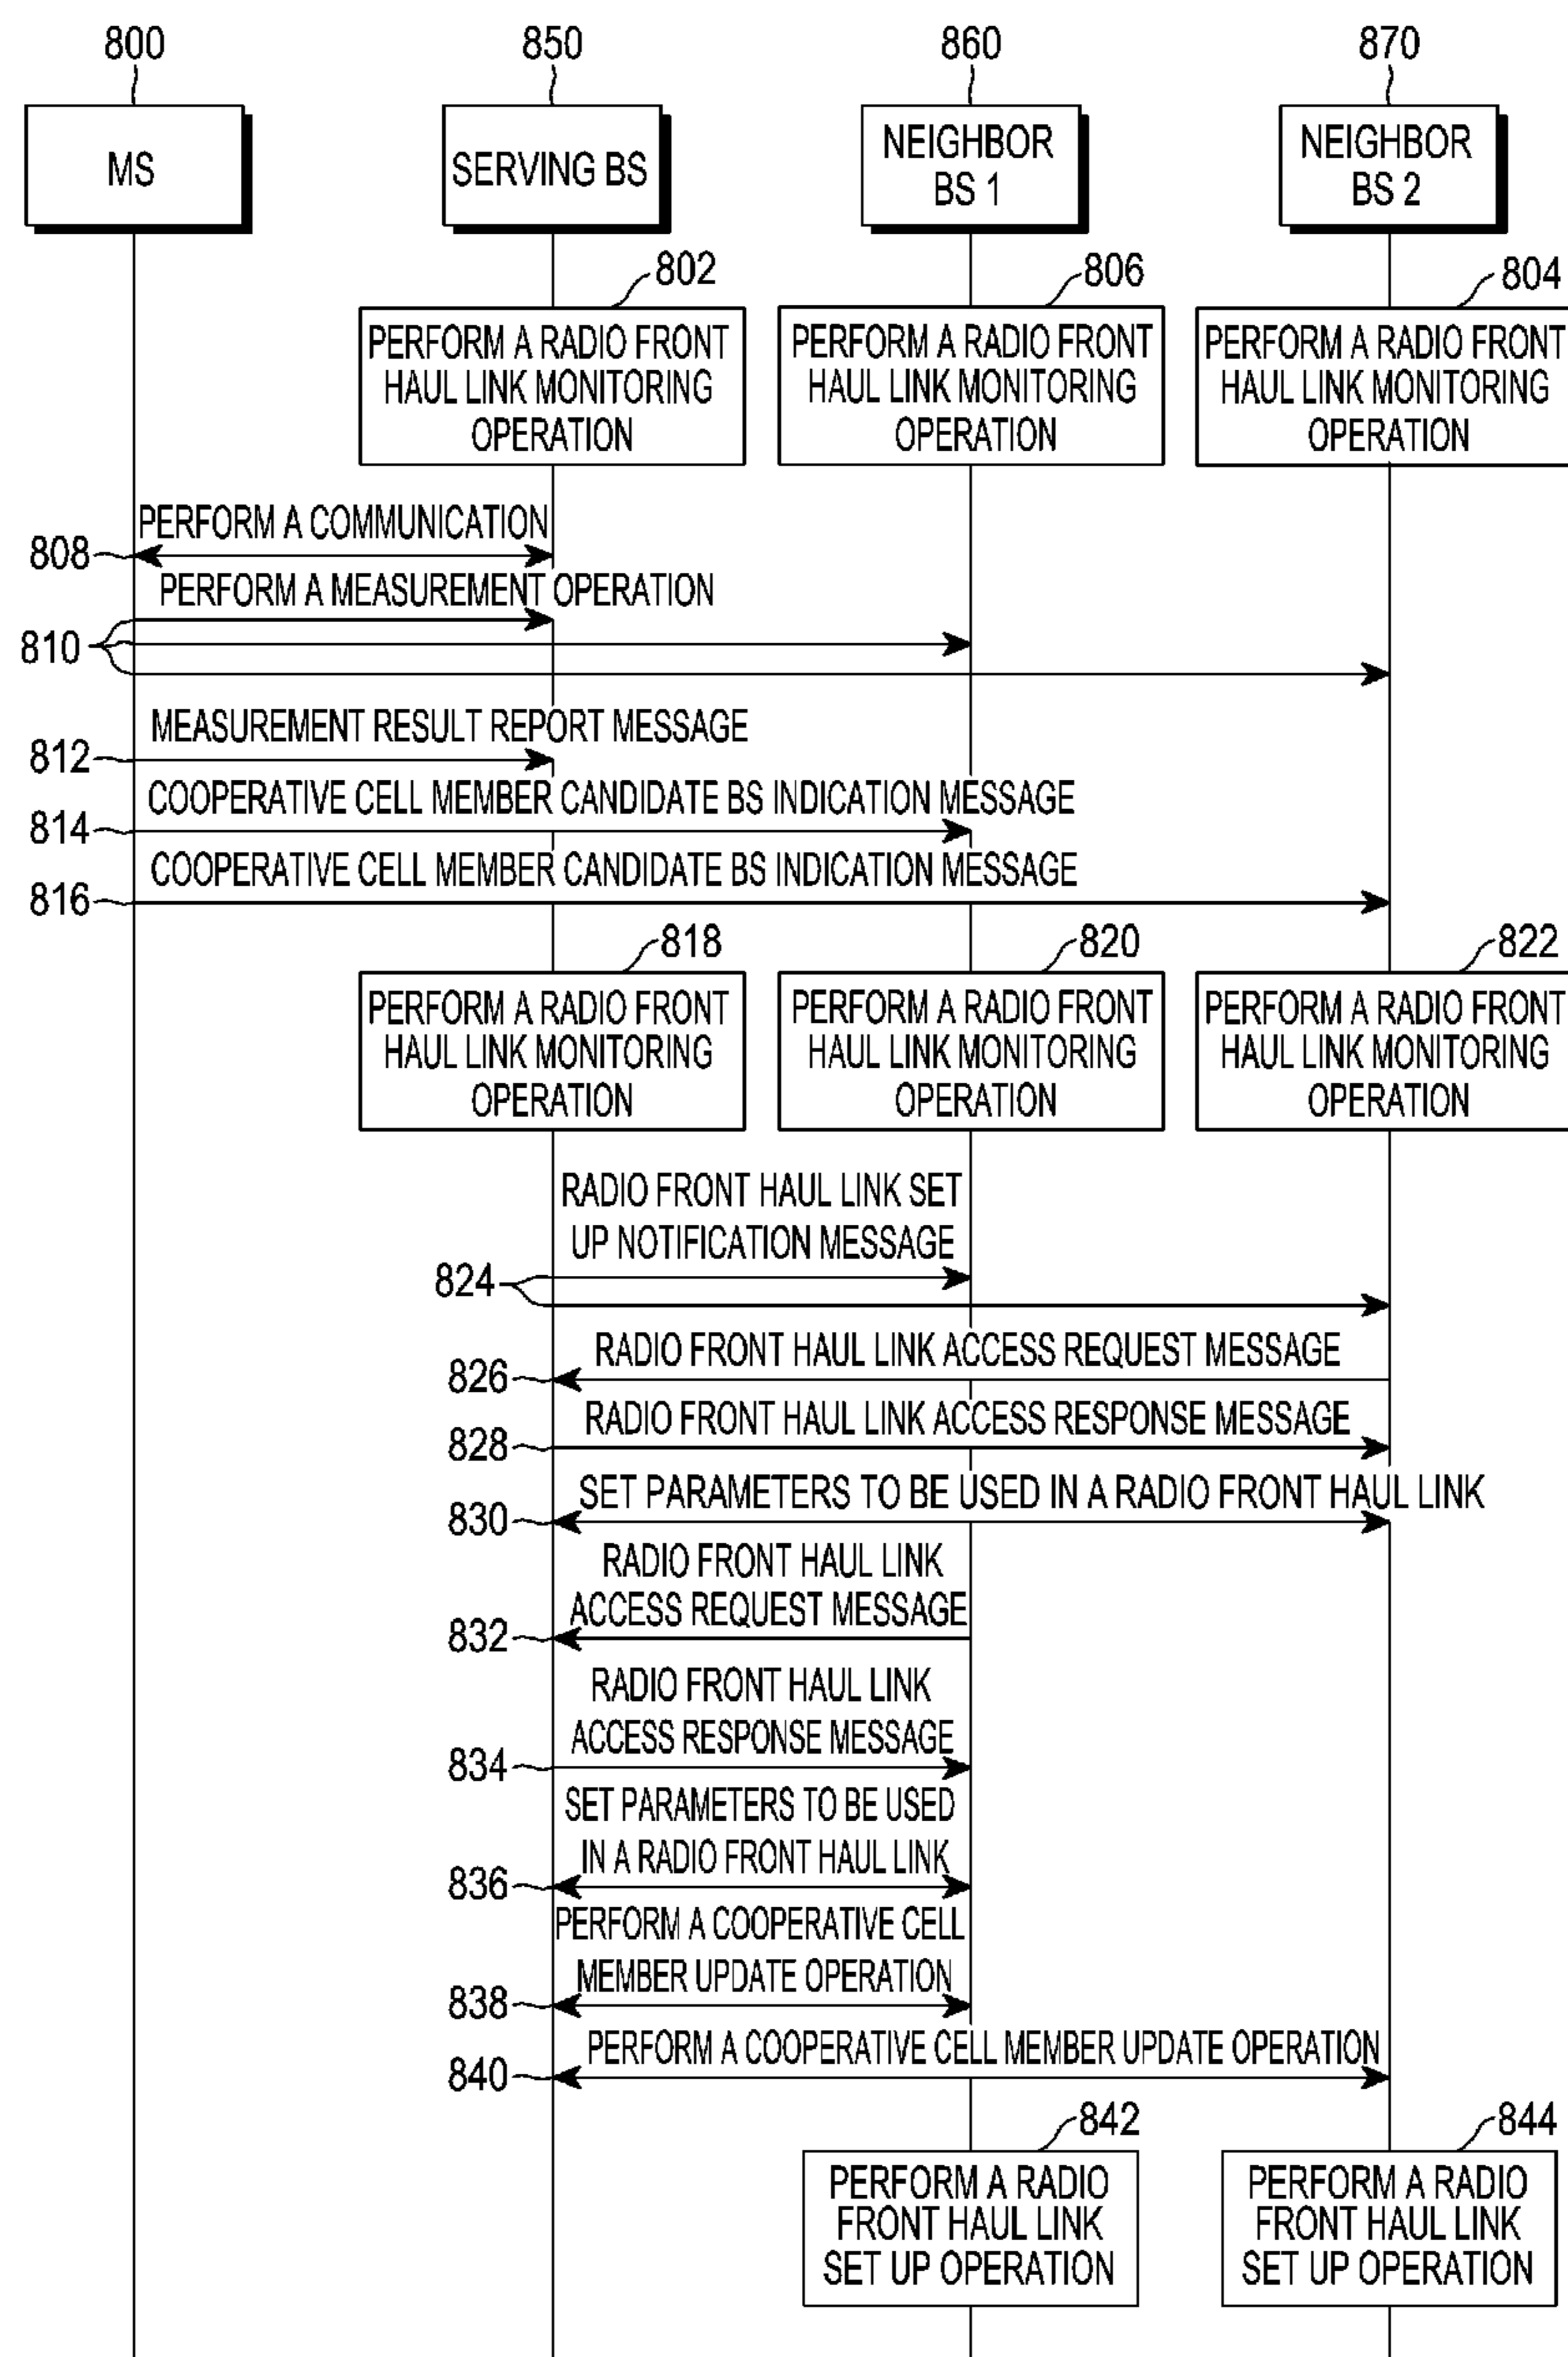 800
850
860
870
MS
SERVING BS
NEIGHBOR
BS 1
NEIGHBOR
BS 2
802
806
804
PERFORM A RADIO FRONT
HAUL LINK MONITORING
OPERATION
PERFORM A RADIO FRONT
HAUL LINK MONITORING
OPERATION
PERFORM A RADIO FRONT
HAUL LINK MONITORING
OPERATION
PERFORM A COMMUNICATION
808
PERFORM A MEASUREMENT OPERATION
810
MEASUREMENT RESULT REPORT MESSAGE
812
COOPERATIVE CELL MEMBER CANDIDATE BS INDICATION MESSAGE
814
COOPERATIVE CELL MEMBER CANDIDATE BS INDICATION MESSAGE
816
818
820
822
PERFORM A RADIO FRONT
HAUL LINK MONITORING
OPERATION
PERFORM A RADIO FRONT
HAUL LINK MONITORING
OPERATION
PERFORM A RADIO FRONT
HAUL LINK MONITORING
OPERATION
RADIO FRONT HAUL LINK SET
UP NOTIFICATION MESSAGE
824
RADIO FRONT HAUL LINK ACCESS REQUEST MESSAGE
826
RADIO FRONT HAUL LINK ACCESS RESPONSE MESSAGE
828
SET PARAMETERS TO BE USED IN A RADIO FRONT HAUL LINK
830
RADIO FRONT HAUL LINK
ACCESS REQUEST MESSAGE
832
RADIO FRONT HAUL LINK
ACCESS RESPONSE MESSAGE
834
SET PARAMETERS TO BE USED
IN A RADIO FRONT HAUL LINK
836
PERFORM A COOPERATIVE CELL
MEMBER UPDATE OPERATION
838
PERFORM A COOPERATIVE CELL MEMBER UPDATE OPERATION
840
842
844
PERFORM A RADIO
FRONT HAUL LINK
SET UP OPERATION
PERFORM A RADIO
FRONT HAUL LINK
SET UP OPERATION